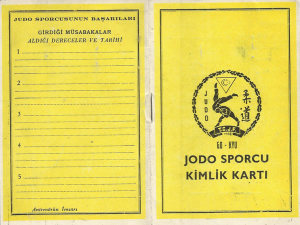 JUDO SPORCUSUNUN BAŞARILARI
GİRDİĞİ MÜSABAKALAR
ALDIĞI DERECELER VE TARİHİ
1
2
3
4
5
Antrenörün İmzası
JUDO
柔道
GO - KYU
JODO SPORCU
KİMLİK KARTI